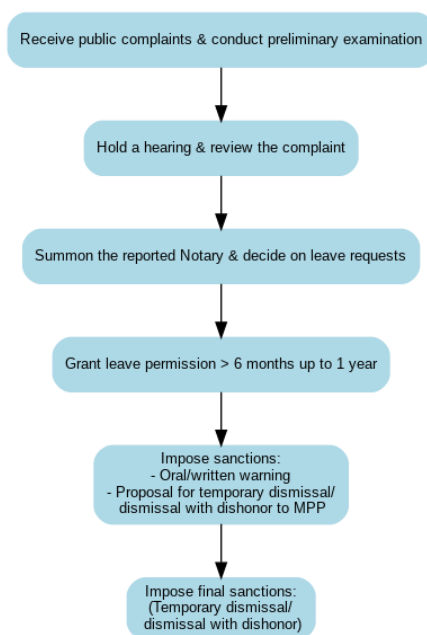 Receive public complaints & conduct preliminary examination
Hold a hearing & review the complaint
Summon the reported Notary & decide on leave requests
Grant leave permission > 6 months up to 1 year
Impose sanctions:
- Oral/written warning
- Proposal for temporary dismissal/
dismissal with dishonor to MPP
Impose final sanctions:
(Temporary dismissal/
dismissal with dishonor)